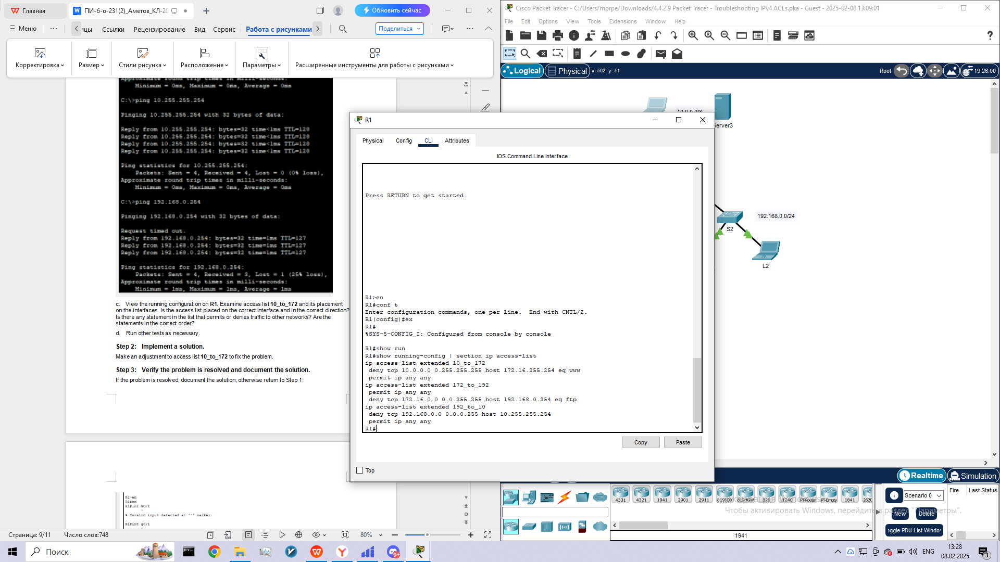 Главная
ПИ-6-о-231(2)_Аметов_КЛ-20
Обновить сейчас
Меню
ицы
Ссылки
Рецензирование
Вид
Сервис
Работа с рисунками
Поделиться
Корректировка
Размер
Стили рисунка
Расположение
Параметры
Расширенные инструменты для работы с рисунками
Approximate round trip times in milli-seconds:
Minimum = 0ms, Maximum = 0ms, Average = 0ms
C:\>ping 10.255.255.254
Pinging 10.255.255.254 with 32 bytes of data:
Reply from 10.255.255.254: bytes=32 time<1ms TTL=128
Reply from 10.255.255.254: bytes=32 time<1ms TTL=128
Reply from 10.255.255.254: bytes=32 time<1ms TTL=128
Reply from 10.255.255.254: bytes=32 time<1ms TTL=128
Ping statistics for 10.255.255.254:
Packets: Sent = 4, Received = 4, Lost = 0 (0% loss),
Approximate round trip times in milli-seconds:
Minimum = 0ms, Maximum = 0ms, Average = 0ms
C:\>ping 192.168.0.254
Pinging 192.168.0.254 with 32 bytes of data:
Request timed out.
Reply from 192.168.0.254: bytes=32 time=1ms TTL=127
Reply from 192.168.0.254: bytes=32 time=1ms TTL=127
Reply from 192.168.0.254: bytes=32 time=1ms TTL=127
Ping statistics for 192.168.0.254:
Packets: Sent = 4, Received = 3, Lost = 1 (25% loss),
Approximate round trip times in milli-seconds:
Minimum = 1ms, Maximum = 1ms, Average = 1ms
c. View the running configuration on R1. Examine access list 10_to_172 and its placement
on the interfaces. Is the access list placed on the correct interface and in the correct direction?
Is there any statement in the list that permits or denies traffic to other networks? Are the
statements in the correct order?
d. Run other tests as necessary.
Step 2: Implement a solution.
Make an adjustment to access list 10_to_172 to fix the problem.
Step 3: Verify the problem is resolved and document the solution.
If the problem is resolved, document the solution; otherwise return to Step 1.
R1>en
R1#en
R1#int G0/1
^
% Invalid input detected at '^' marker.
R1#int g0/1
Страница: 9/11
Число слов:748
80%
Cisco Packet Tracer - C:/Users/morpe/Downloads/4.4.2.9 Packet Tracer - Troubleshooting IPv4 ACLs.pka - Guest - 2025-02-08 13:09:01
File Edit Options View Tools Extensions Window Help
Logical
Physical
x: 502, y: 51
Root
19:26:00
10.0.0.0/8
Server3
192.168.0.0/24
S2
L2
R1
Physical
Config
CLI
Attributes
IOS Command Line Interface
Press RETURN to get started.
R1>en
R1#conf t
Enter configuration commands, one per line. End with CNTL/Z.
R1(config)#ex
R1#
%SYS-5-CONFIG_I: Configured from console by console
R1#show run
R1#show running-config | section ip access-list
ip access-list extended 10_to_172
deny tcp 10.0.0.0 0.255.255.255 host 172.16.255.254 eq www
permit ip any any
ip access-list extended 172_to_192
permit ip any any
deny tcp 172.16.0.0 0.0.255.255 host 192.168.0.254 eq ftp
ip access-list extended 192_to_10
deny tcp 192.168.0.0 0.0.0.255 host 10.255.255.254
permit ip any any
R1#
Copy
Paste
Top
Realtime
Simulation
4331
4321
1941
2901
2911
819IOX
819HGW
829
1240
PT-Router
PT-Empty
1841
2620
1941
Scenario 0
New
Delete
oggle PDU List Windo
Fire
Last Status
Чтобы активировать Windows, перейдите в раздел "Параметры".
Поиск
9+
ENG
13:28
08.02.2025
3